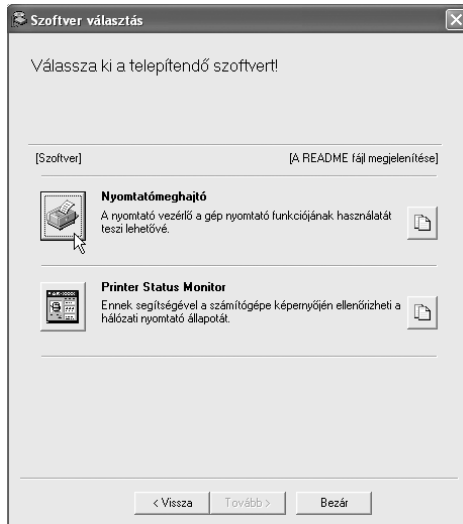 Szoftver választás
Válassza ki a telepítendő szoftvert!
[Szoftver] [A README fájl megjelenítése]
Nyomtatómeghajtó
A nyomtató vezérlő a gép nyomtató funkciójának használatát
teszi lehetővé.
Printer Status Monitor
Ennek segítségével a számítógépe képernyőjén ellenőrizheti a
hálózati nyomtató állapotát.
< Vissza Tovább > Bezár